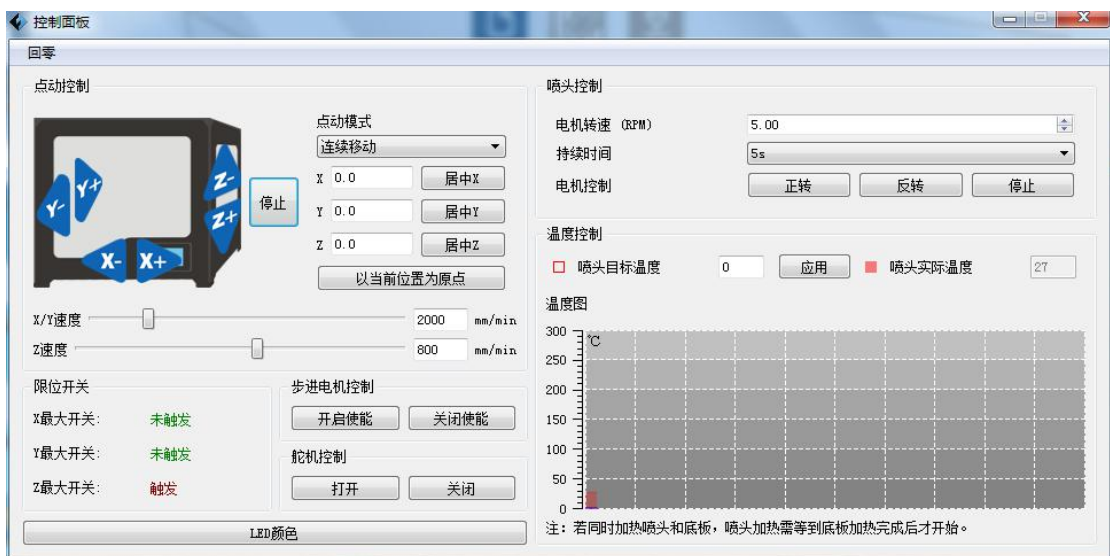 控制面板
回零
点动控制
点动模式
连续移动
X 0.0 居中X
Y 0.0 居中Y
Z 0.0 居中Z
以当前位置为原点
Y- Y+ Z- Z+ X- X+
停止
X/Y速度 2000 mm/min
Z速度 800 mm/min
限位开关
X最大开关: 未触发
Y最大开关: 未触发
Z最大开关: 触发
步进电机控制
开启使能 关闭使能
舵机控制
打开 关闭
LED颜色
喷头控制
电机转速 (RPM) 5.00
持续时间 5s
电机控制 正转 反转 停止
温度控制
喷头目标温度 0 应用 喷头实际温度 27
温度图
℃
300
250
200
150
100
50
0
注: 若同时加热喷头和底板，喷头加热需等到底板加热完成后才开始。